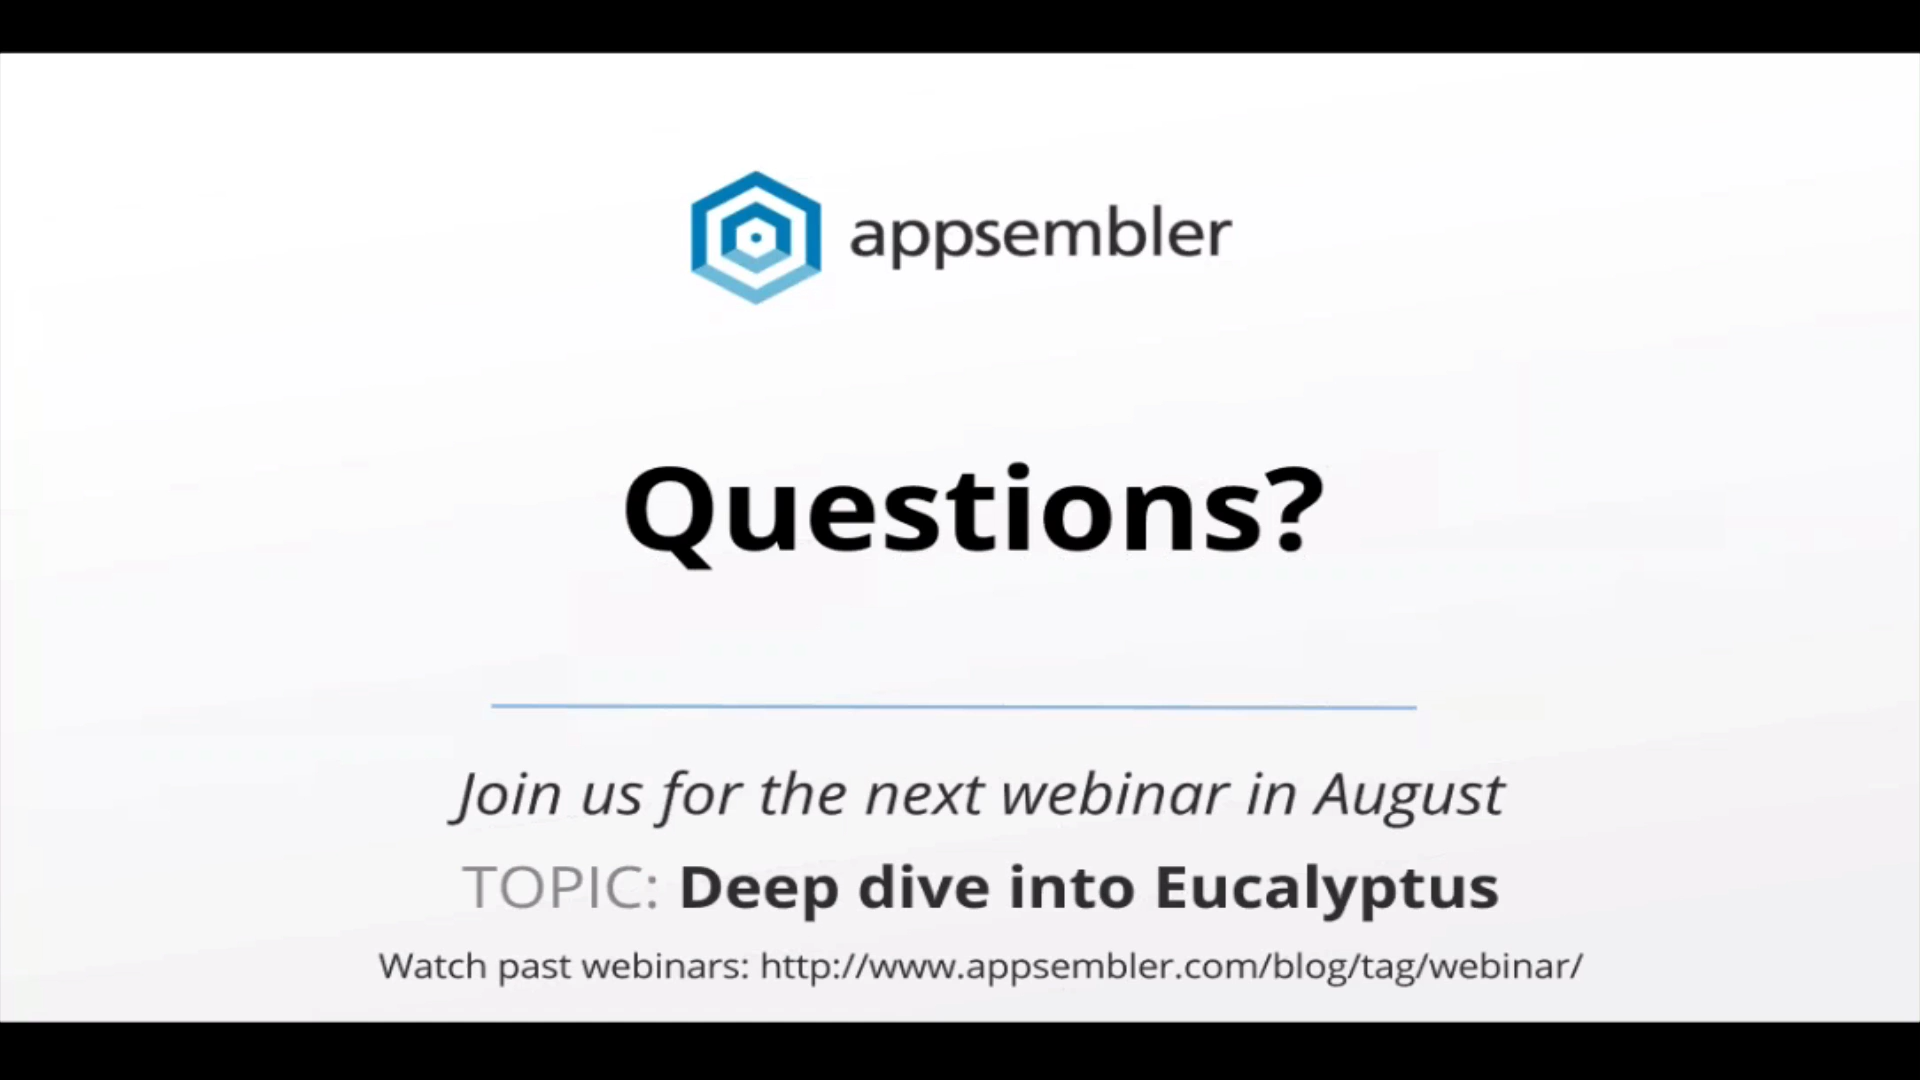 appsembler
Questions?
Join us for the next webinar in August
TOPIC: Deep dive into Eucalyptus
Watch past webinars: http://www.appsembler.com/blog/tag/webinar/